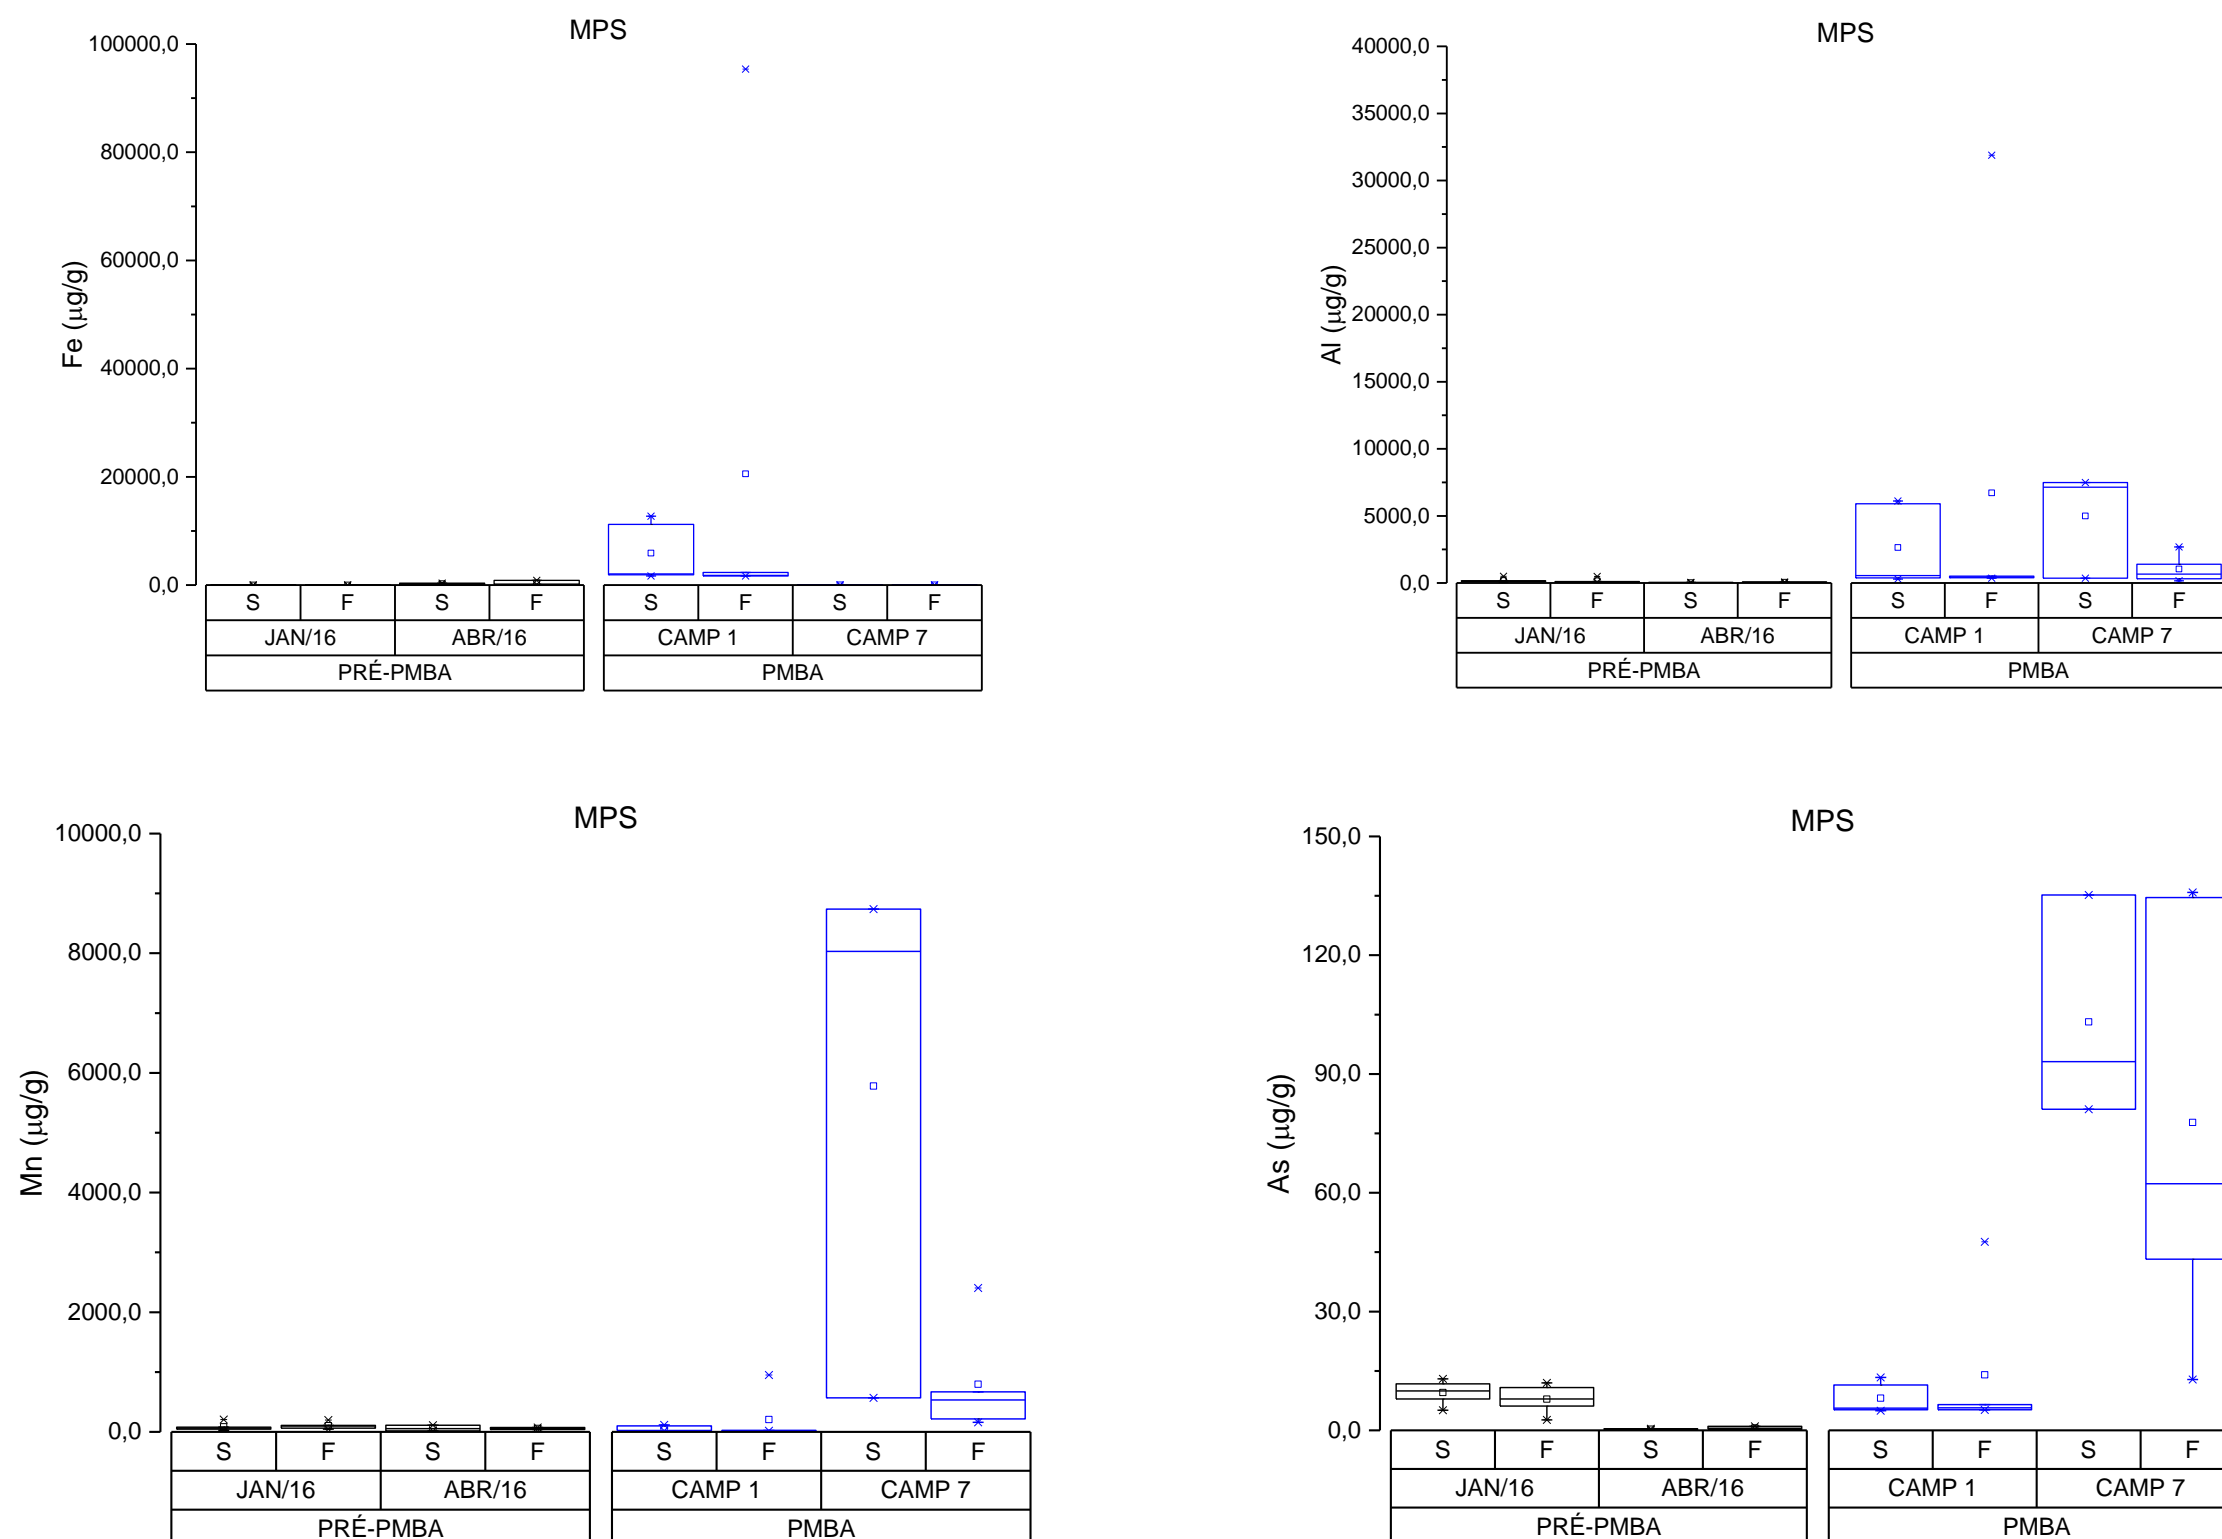 MPS
100000,0
80000,0
60000,0
40000,0
20000,0
0,0
Fe (μg/g)
S F S F S F S F
JAN/16 ABR/16 CAMP 1 CAMP 7
PRÉ-PMBA PMBA
MPS
40000,0
35000,0
30000,0
25000,0
20000,0
15000,0
10000,0
5000,0
0,0
Al (μg/g)
S F S F S F S F
JAN/16 ABR/16 CAMP 1 CAMP 7
PRÉ-PMBA PMBA
MPS
10000,0
8000,0
6000,0
4000,0
2000,0
0,0
Mn (μg/g)
S F S F S F S F
JAN/16 ABR/16 CAMP 1 CAMP 7
PRÉ-PMBA PMBA
MPS
150,0
120,0
90,0
60,0
30,0
0,0
As (μg/g)
S F S F S F S F
JAN/16 ABR/16 CAMP 1 CAMP 7
PRÉ-PMBA PMBA